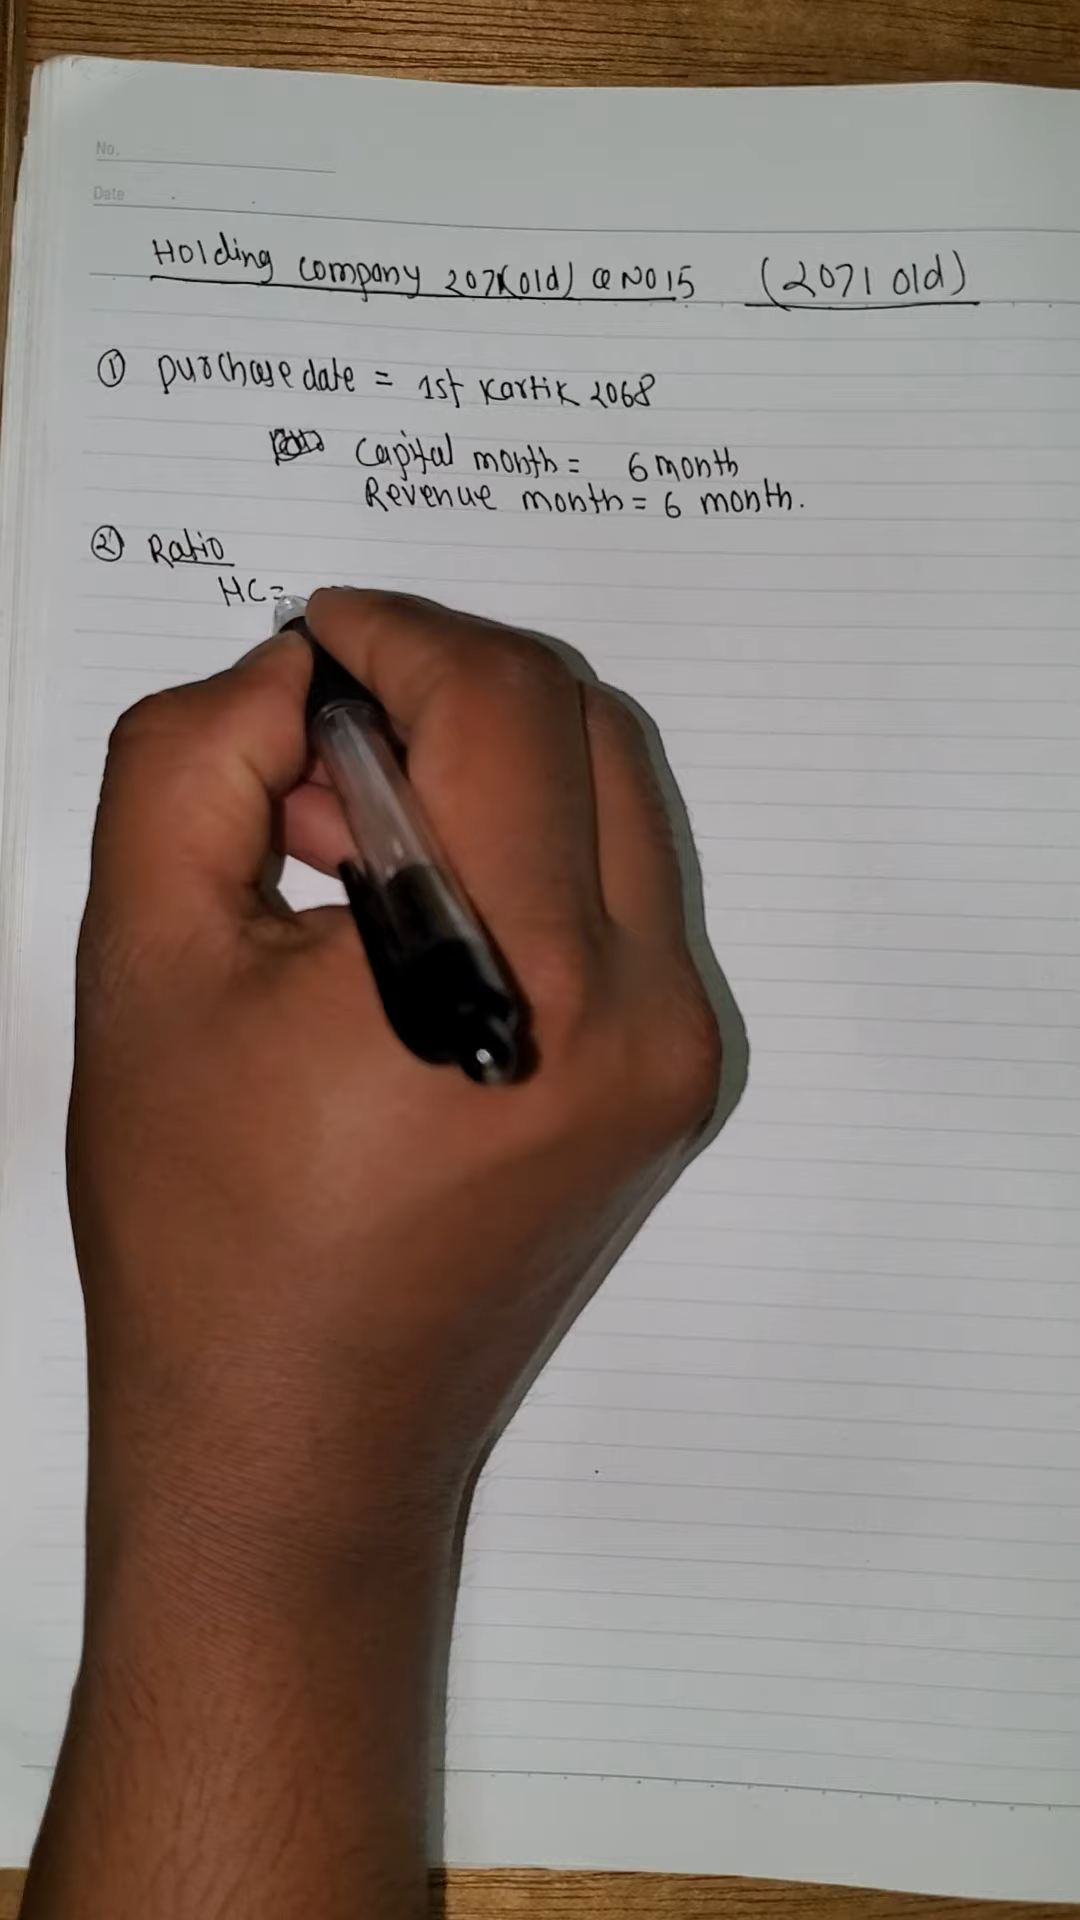 No.
Date
Holding company 2071(old) Q NO 15 (2071 old)
① purchase date = 1st Kartik 2068
Capital month = 6 month
Revenue month = 6 month.
② Ratio
HC =